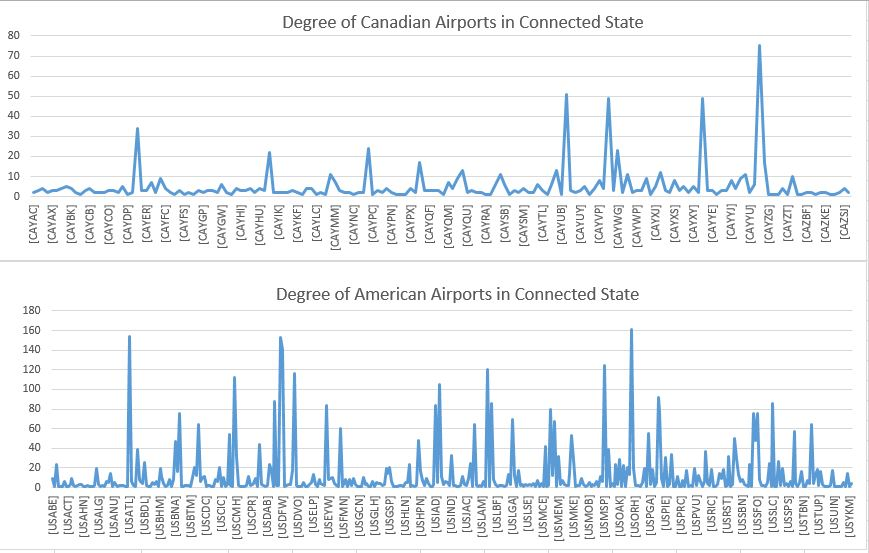 Degree of Canadian Airports in Connected State
80
70
60
50
40
30
20
10
0
[CAYAC]
[CAYAX]
[CAYBK]
[CAYCB]
[CAYCO]
[CAYDP]
[CAYER]
[CAYFC]
[CAYFS]
[CAYGP]
[CAYGW]
[CAYHI]
[CAYHU]
[CAYIK]
[CAYKF]
[CAYLC]
[CAYMM]
[CAYNC]
[CAYPC]
[CAYPN]
[CAYPX]
[CAYQF]
[CAYQM]
[CAYQU]
[CAYRA]
[CAYSB]
[CAYSM]
[CAYTL]
[CAYUB]
[CAYUY]
[CAYVP]
[CAYWG]
[CAYWP]
[CAYXJ]
[CAYXS]
[CAYXY]
[CAYYE]
[CAYYJ]
[CAYYU]
[CAYZG]
[CAYZT]
[CAZBF]
[CAZKE]
[CAZSJ]
Degree of American Airports in Connected State
180
160
140
120
100
80
60
40
20
0
[USABE]
[USACT]
[USAHN]
[USALG]
[USANU]
[USATL]
[USBDL]
[USBHM]
[USBNA]
[USBTM]
[USCDC]
[USCIC]
[USCMH]
[USCPR]
[USDAB]
[USDFW]
[USDVO]
[USELP]
[USEYW]
[USFMN]
[USGCN]
[USGLH]
[USGSP]
[USHLN]
[USHPN]
[USIAD]
[USIND]
[USJAC]
[USLAM]
[USLBF]
[USLGA]
[USLSE]
[USMCE]
[USMEM]
[USMKE]
[USMOB]
[USMSP]
[USOAK]
[USORH]
[USPGA]
[USPIE]
[USPRC]
[USPVU]
[USRIC]
[USRST]
[USSBN]
[USSFO]
[USSLC]
[USSPS]
[USTBN]
[USTUP]
[USUIN]
[USYKM]